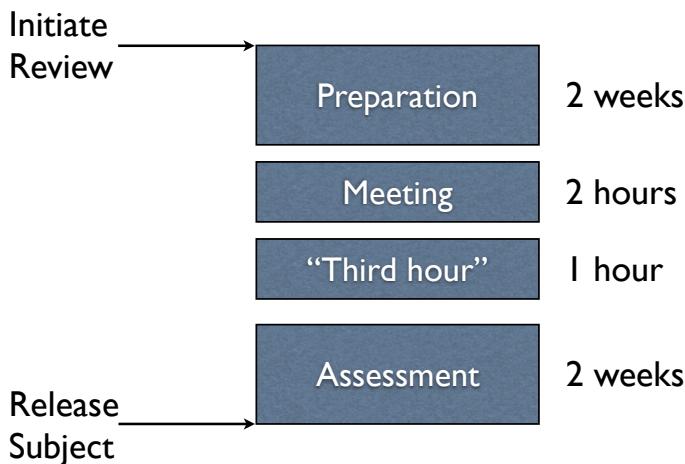 Initiate
Review
Preparation
2 weeks
Meeting
2 hours
“Third hour”
1 hour
Assessment
2 weeks
Release
Subject